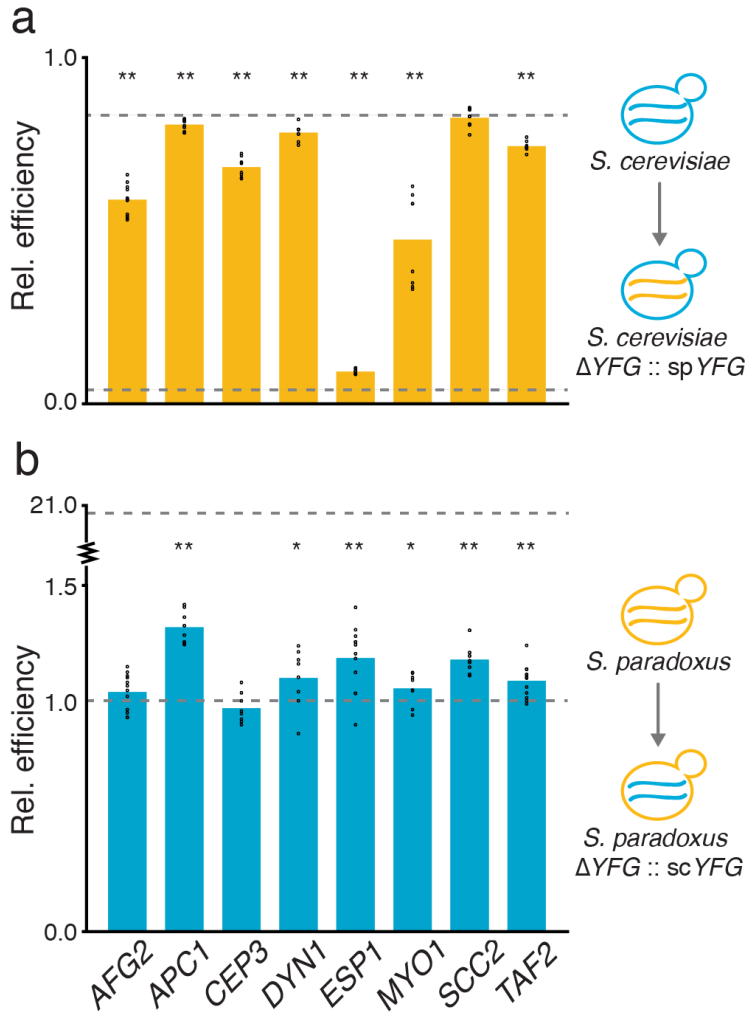 a
1.0
** ** ** ** ** ** **
Rel. efficiency
0.0
S. cerevisiae
S. cerevisiae
ΔYFG :: spYFG
b
21.0
** * ** * ** **
1.5
Rel. efficiency
1.0
0.0
S. paradoxus
S. paradoxus
ΔYFG :: scYFG
AFG2
APC1
CEP3
DYN1
ESP1
MYO1
SCC2
TAF2